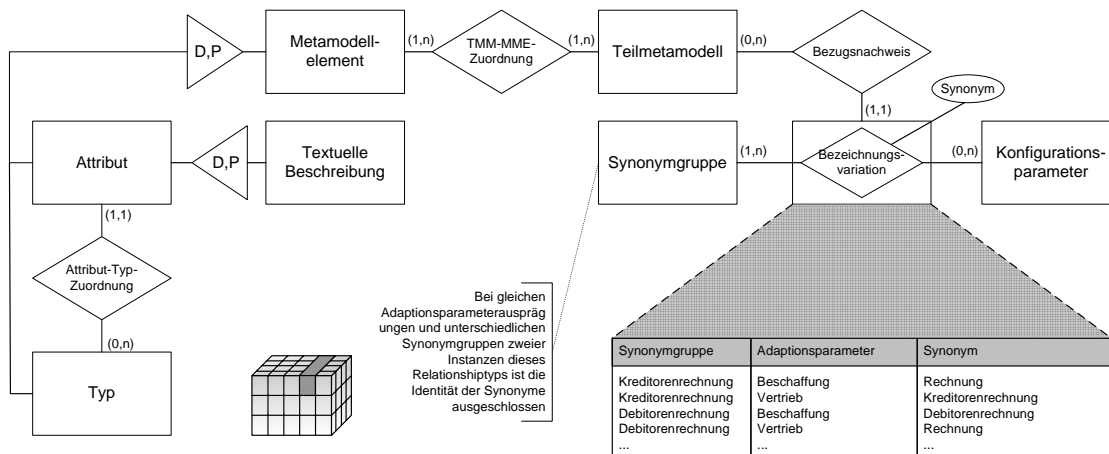 D,P
Metamodell-
element
(1,n)
TMM-MME-
Zuordnung
(1,n)
Teilmetamodell
(0,n)
Bezugsnachweis
Synonym
(1,1)
Attribut
D,P
Textuelle
Beschreibung
Synonymgruppe
(1,n)
Bezeichnungs-
variation
(0,n)
Konfigurations-
parameter
(1,1)
Attribut-Typ-
Zuordnung
(0,n)
Typ
Bei gleichen
Adaptionsparameterauspräg
ungen und unterschiedlichen
Synonymgruppen zweier
Instanzen dieses
Relationshiptyps ist die
Identität der Synonyme
ausgeschlossen
Synonymgruppe Adaptionsparameter Synonym
Kreditorenrechnung Beschaffung Rechnung
Kreditorenrechnung Vertrieb Kreditorenrechnung
Debitorenrechnung Beschaffung Debitorenrechnung
Debitorenrechnung Vertrieb Rechnung
... ... ...